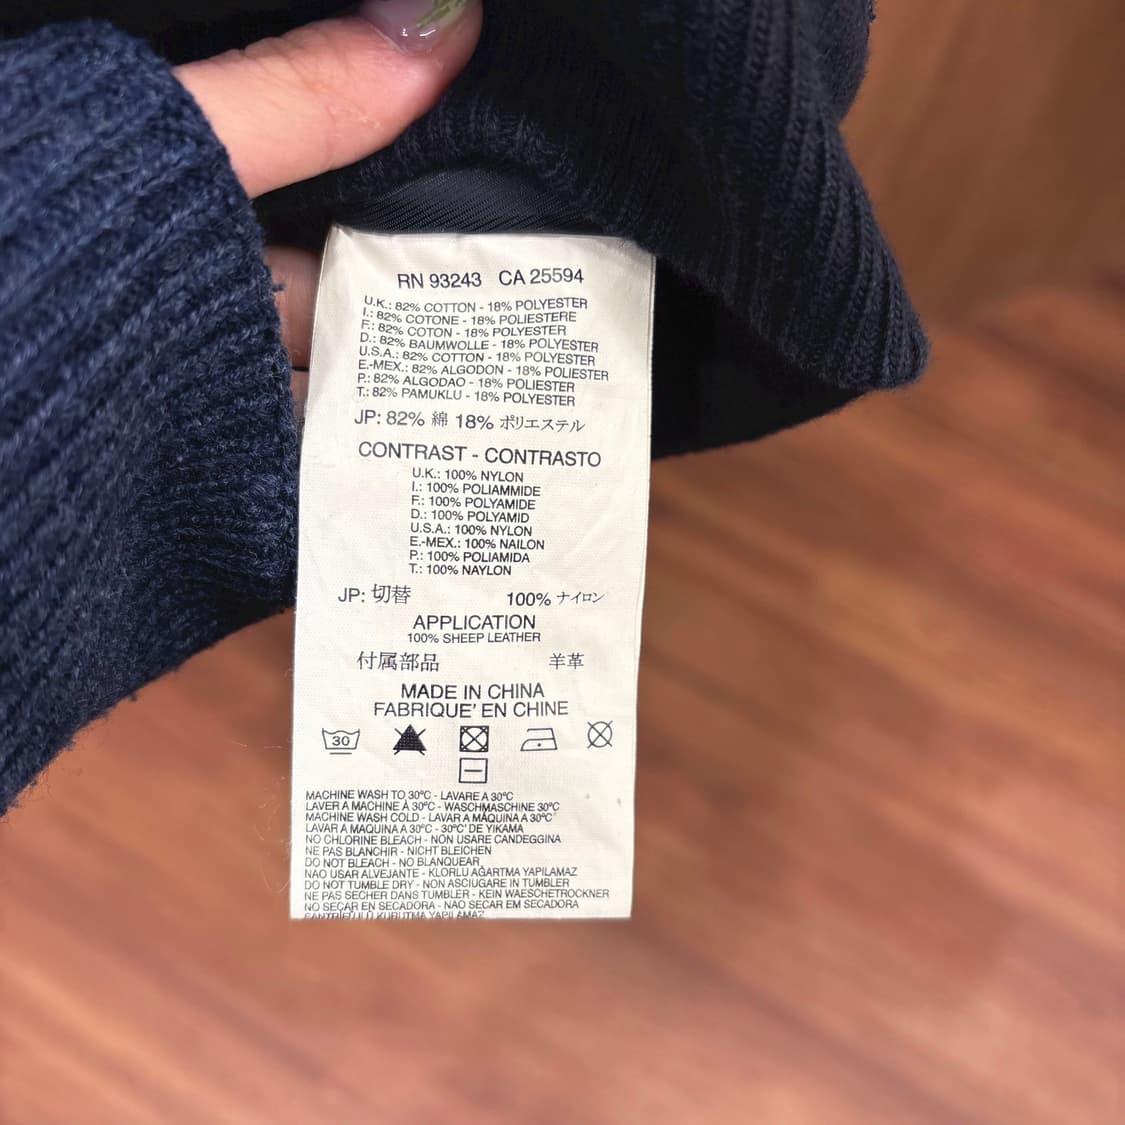 RN 93243 CA 25594
U.K.: 82% COTTON - 18% POLYESTER
I.: 82% COTONE - 18% POLIESTERE
F.: 82% COTON - 18% POLYESTER
D.: 82% BAUMWOLLE - 18% POLYESTER
U.S.A.: 82% COTTON - 18% POLYESTER
E.-MEX.: 82% ALGODON - 18% POLIESTER
P.: 82% ALGODAO - 18% POLIESTER
T.: 82% PAMUKLU - 18% POLYESTER
JP: 82% 綿 18% ポリエステル
CONTRAST - CONTRASTO
U.K.: 100% NYLON
I.: 100% POLIAMMIDE
F.: 100% POLYAMIDE
D.: 100% POLYAMID
U.S.A.: 100% NYLON
E.-MEX.: 100% NAILON
P.: 100% POLIAMIDA
T.: 100% NAYLON
JP: 切替 100% ナイロン
APPLICATION
100% SHEEP LEATHER
付属部品 羊革
MADE IN CHINA
FABRIQUE' EN CHINE
30
MACHINE WASH TO 30°C - LAVARE A 30°C
LAVER A MACHINE À 30°C - WASCHMASCHINE 30°C
MACHINE WASH COLD - LAVAR A MÁQUINA A 30°C
LAVAR A MAQUINA A 30°C - 30°C' DE YIKAMA
NO CHLORINE BLEACH - NON USARE CANDEGGINA
NE PAS BLANCHIR - NICHT BLEICHEN
DO NOT BLEACH - NO BLANQUEAR
NAO USAR ALVEJANTE - KLORLU AĞARTMA YAPILAMAZ
DO NOT TUMBLE DRY - NON ASCIUGARE IN TUMBLER
NE PAS SECHER DANS TUMBLER - KEIN WAESCHETROCKNER
NO SECAR EN SECADORA - NAO SECAR EM SECADORA
SANTRİFÜJLÜ KURUTMA YAPILAMAZ